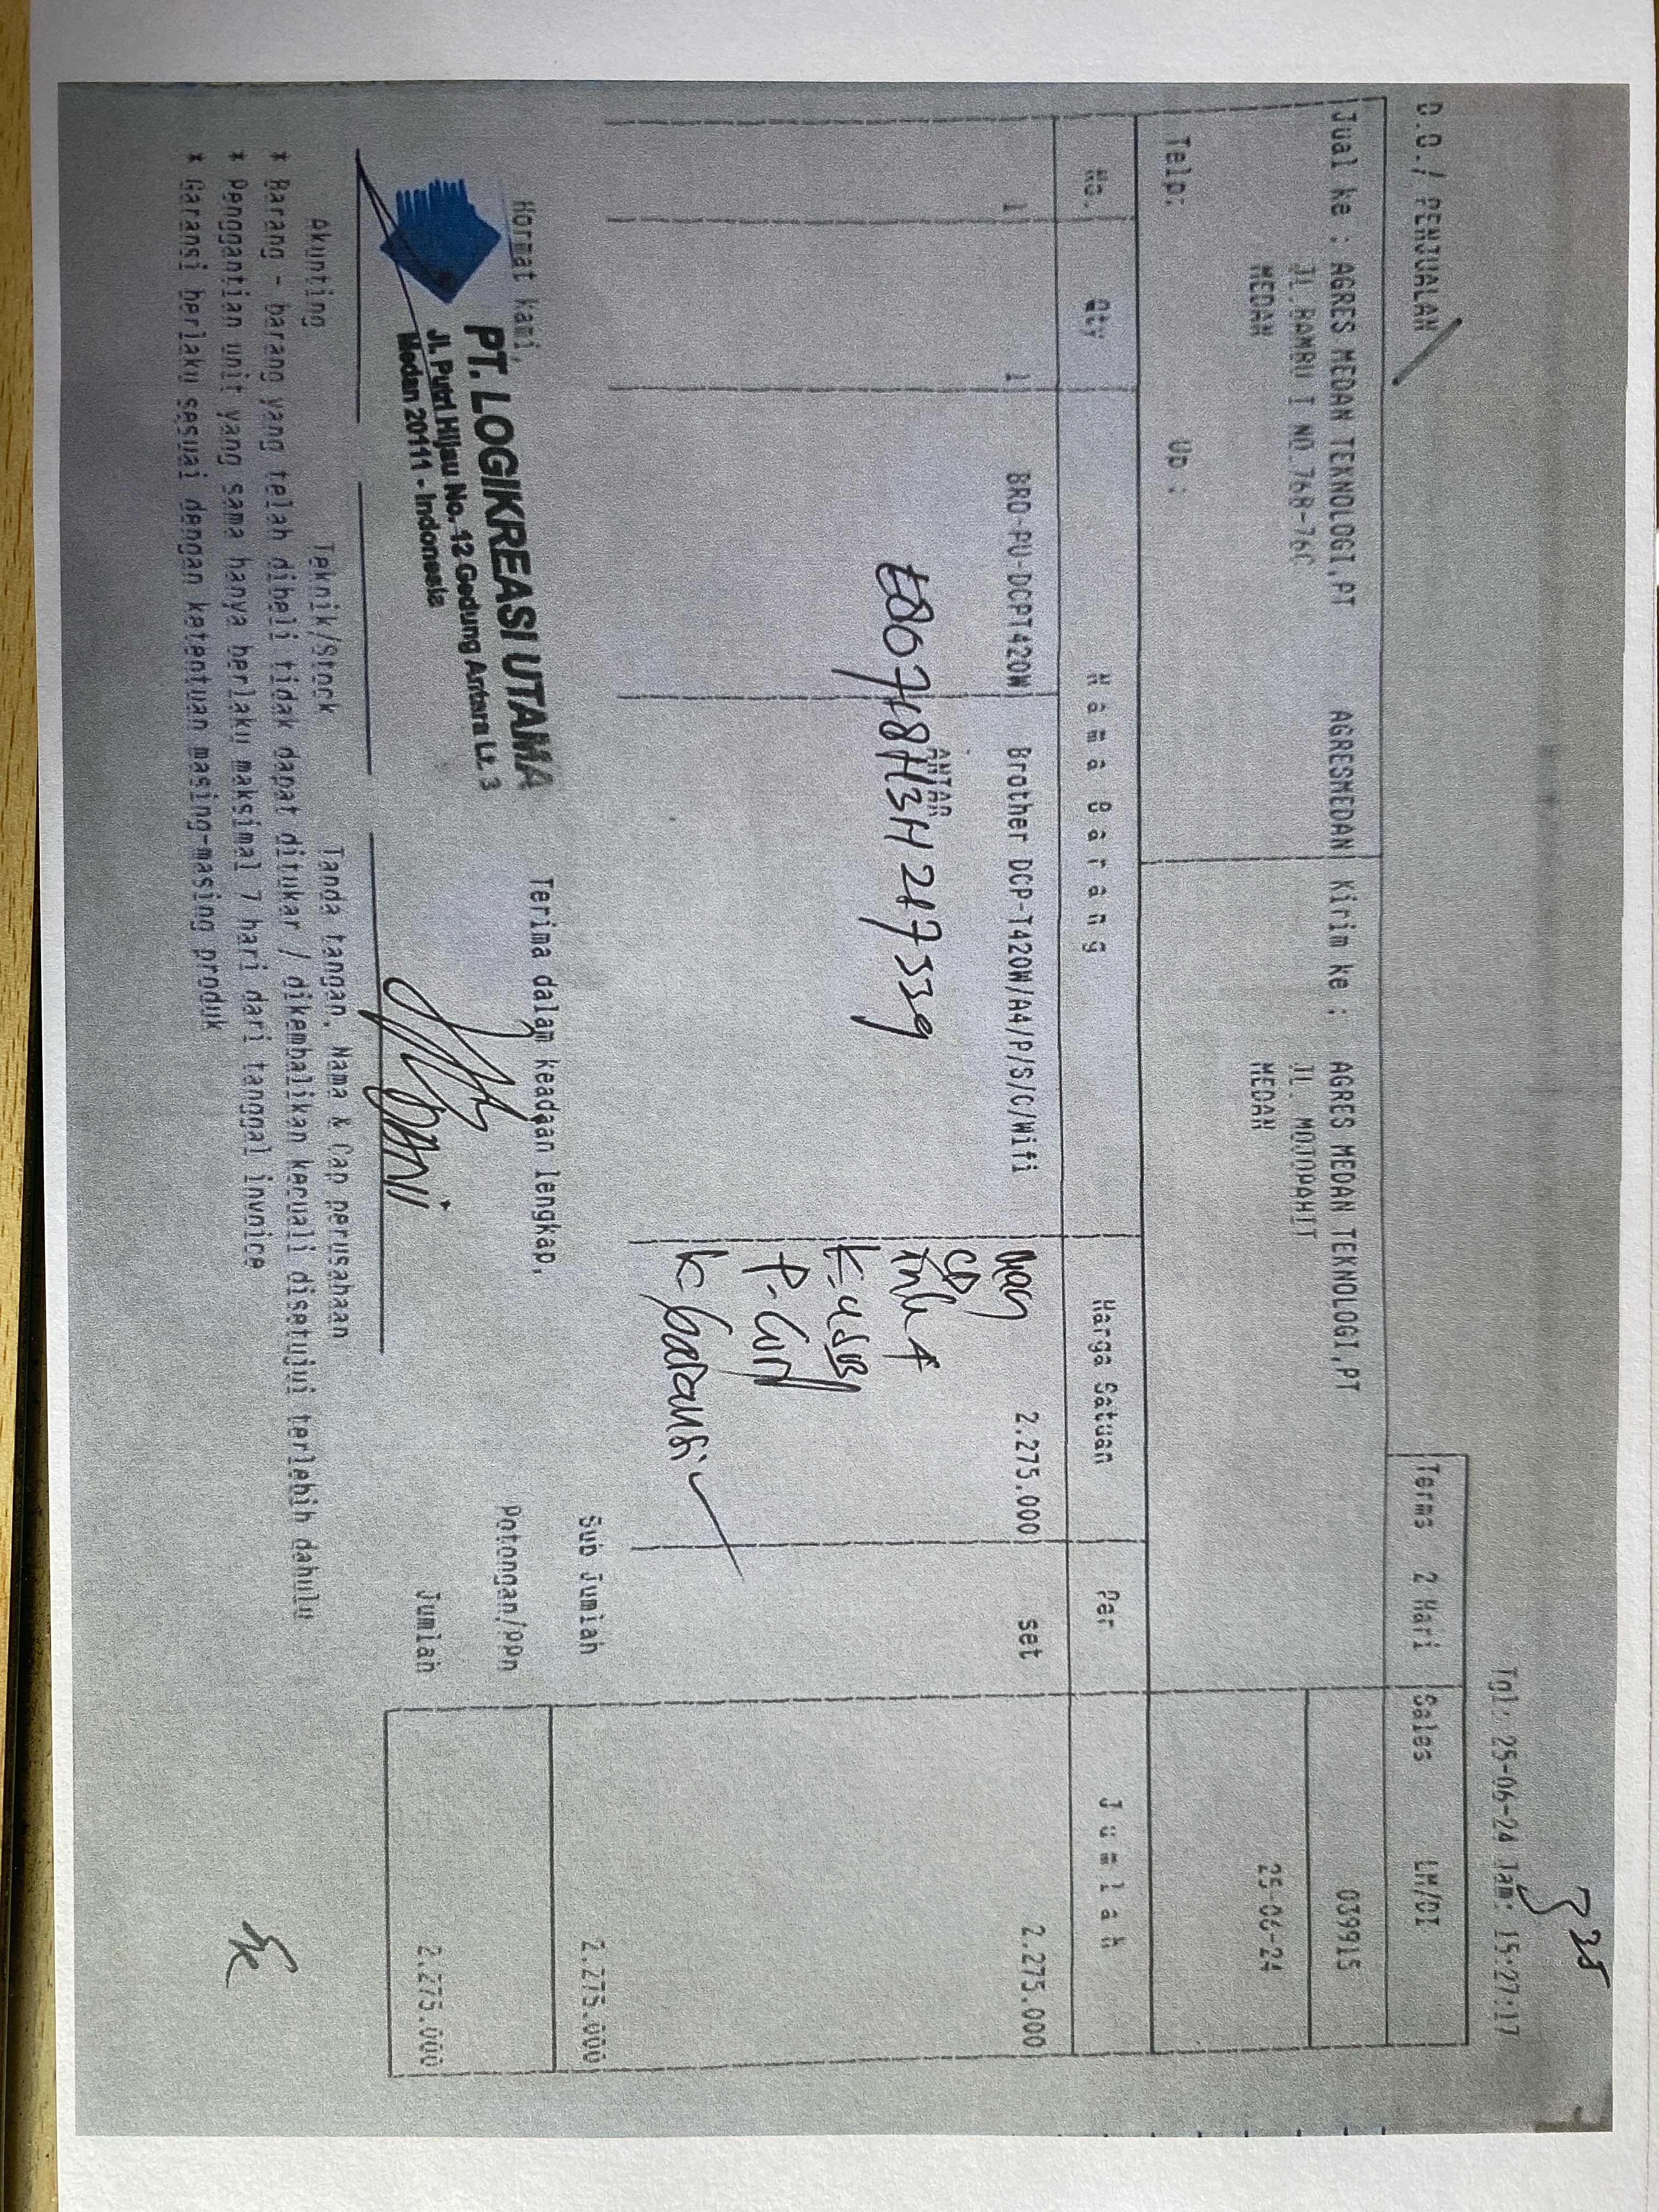 Tgl: 25-06-24 Jam: 15:27:17
D.O./ PENJUALAN
Terms 2 Hari Sales LM/DI
Jual ke : AGRES MEDAN TEKNOLOGI,PT AGRESMEDAN Kirim ke : AGRES MEDAN TEKNOLOGI,PT 039915
JL.BAMBU I NO.76B-76C JL. MOJOPAHIT
MEDAN MEDAN 25-06-24
Telp: Up :
No. Qty Nama Barang Harga Satuan Per Jumlah
1 1 BRO-PU-DCPT420W Brother DCP-T420W/A4/P/S/C/Wifi 2.275.000 set 2.275.000
CD
ANTAR
E80718H3H287339
K-USB
K-garansi
Sub Jumlah 2.275.000
Hormat kami, Terima dalam keadaan lengkap,
PT. LOGIKREASI UTAMA
Jl. Putri Hijau No. 12 Gedung Antara Lt. 3
Medan 20111 - Indonesia
Potongan/PPn
Jumlah 2.275.000
DANI
Akunting Teknik/Stock Tanda tangan, Nama & Cap perusahaan
* Barang - barang yang telah dibeli tidak dapat ditukar / dikembalikan kecuali disetujui terlebih dahulu
* Penggantian unit yang sama hanya berlaku maksimal 7 hari dari tanggal invoice
* Garansi berlaku sesuai dengan ketentuan masing-masing produk